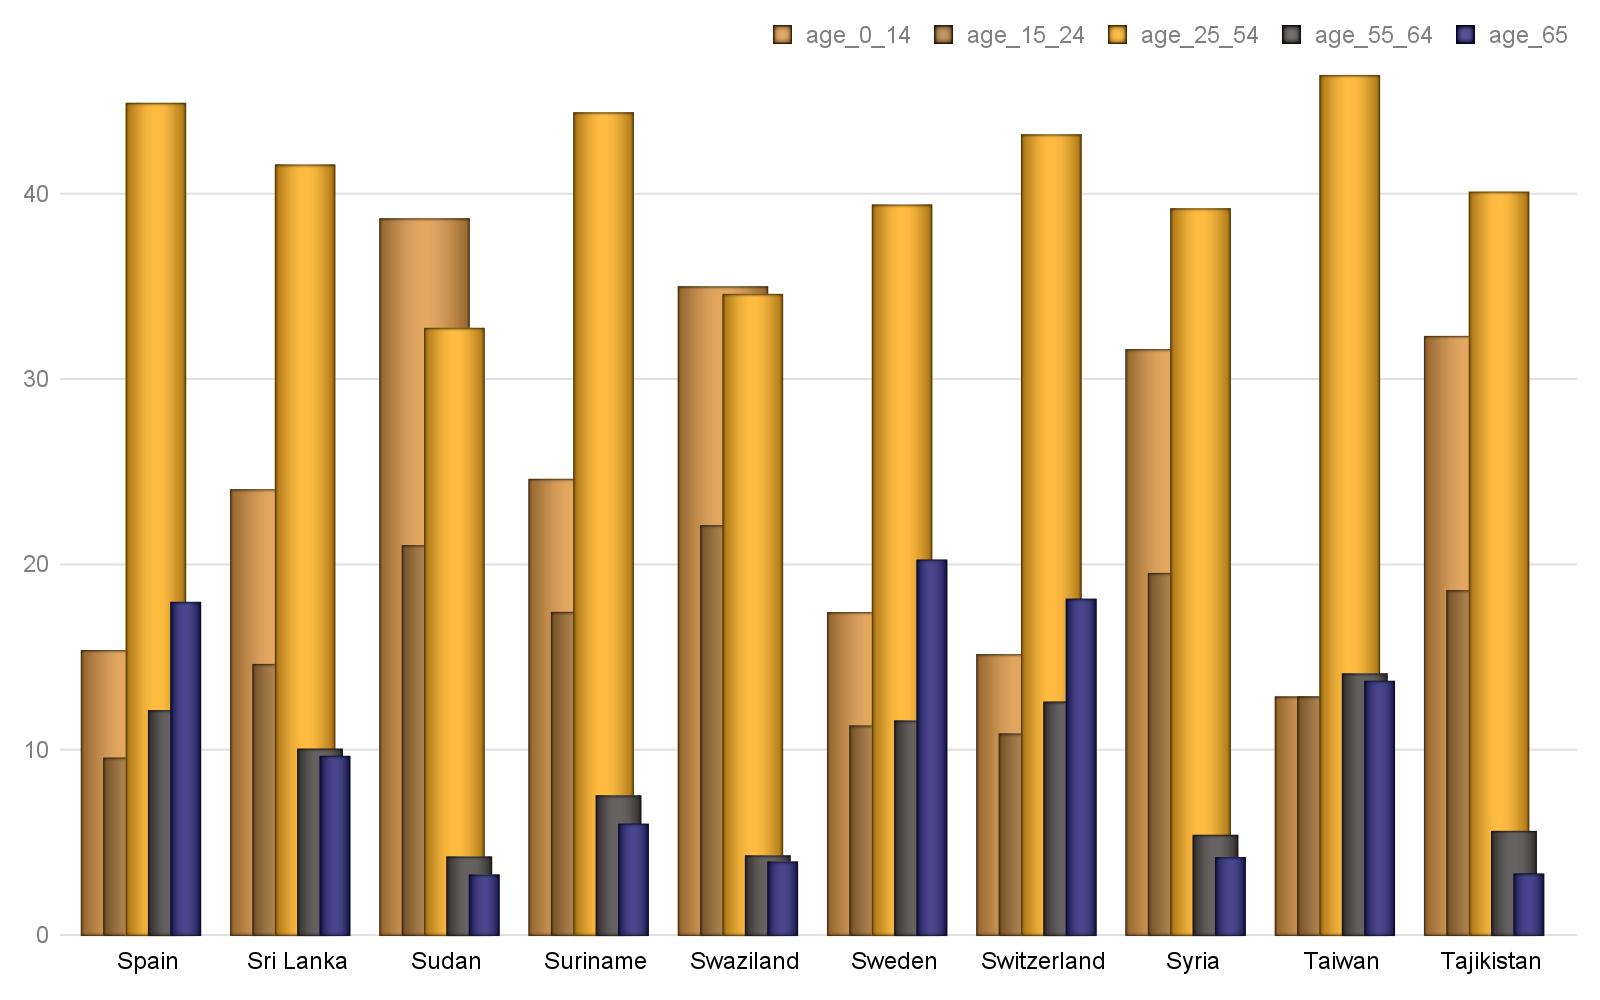 age_0_14 age_15_24 age_25_54 age_55_64 age_65
40
30
20
10
0
Spain Sri Lanka Sudan Suriname Swaziland Sweden Switzerland Syria Taiwan Tajikistan